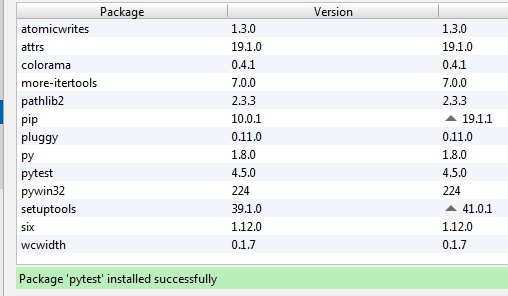 Package Version
atomicwrites 1.3.0 1.3.0
attrs 19.1.0 19.1.0
colorama 0.4.1 0.4.1
more-itertools 7.0.0 7.0.0
pathlib2 2.3.3 2.3.3
pip 10.0.1 ▲ 19.1.1
pluggy 0.11.0 0.11.0
py 1.8.0 1.8.0
pytest 4.5.0 4.5.0
pywin32 224 224
setuptools 39.1.0 ▲ 41.0.1
six 1.12.0 1.12.0
wcwidth 0.1.7 0.1.7
Package 'pytest' installed successfully